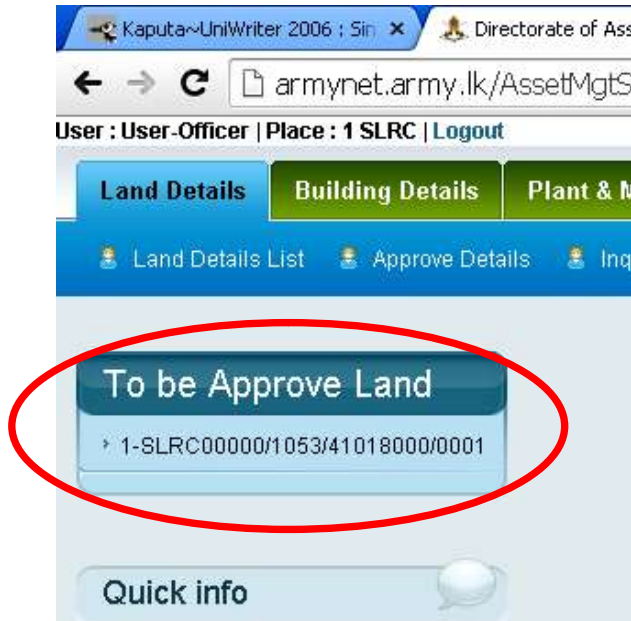 Kaputa~UniWriter 2006 : Sin
Directorate of Ass
armynet.army.lk/AssetMgtS
User : User-Officer | Place : 1 SLRC | Logout
Land Details Building Details Plant & M
Land Details List Approve Details Inq
To be Approve Land
1-SLRC00000/1053/41018000/0001
Quick info